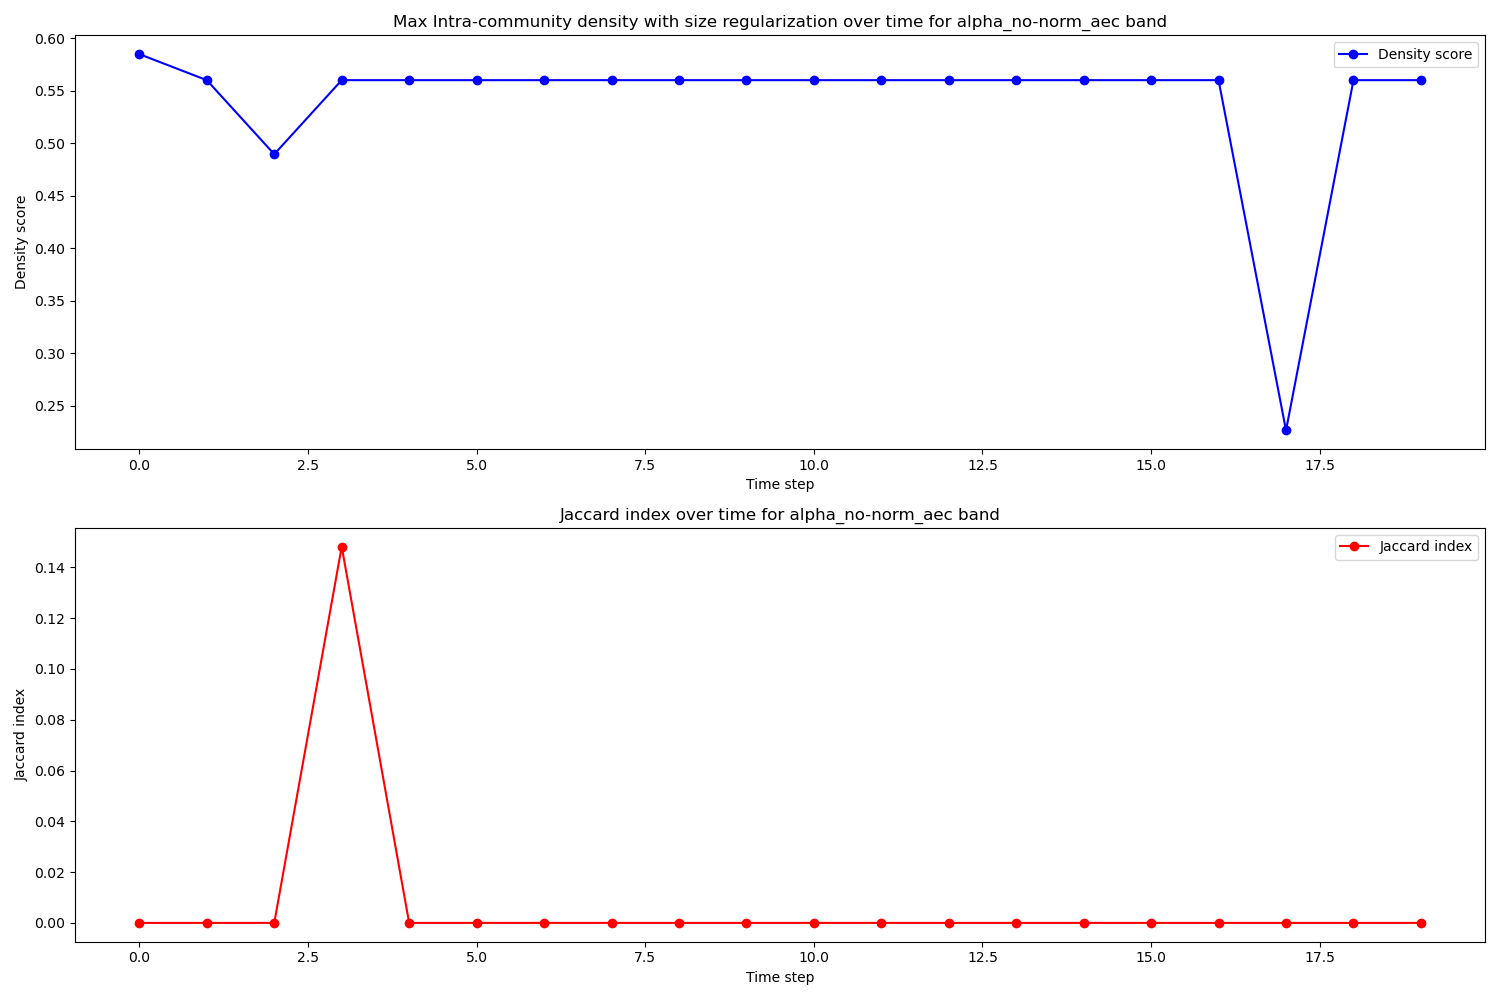 Max Intra-community density with size regularization over time for alpha_no-norm_aec band
Density score
0.60
0.55
0.50
0.45
0.40
0.35
0.30
0.25
Density score
0.0 2.5 5.0 7.5 10.0 12.5 15.0 17.5
Time step
Jaccard index over time for alpha_no-norm_aec band
Jaccard index
0.14
0.12
0.10
0.08
0.06
0.04
0.02
0.00
Jaccard index
0.0 2.5 5.0 7.5 10.0 12.5 15.0 17.5
Time step